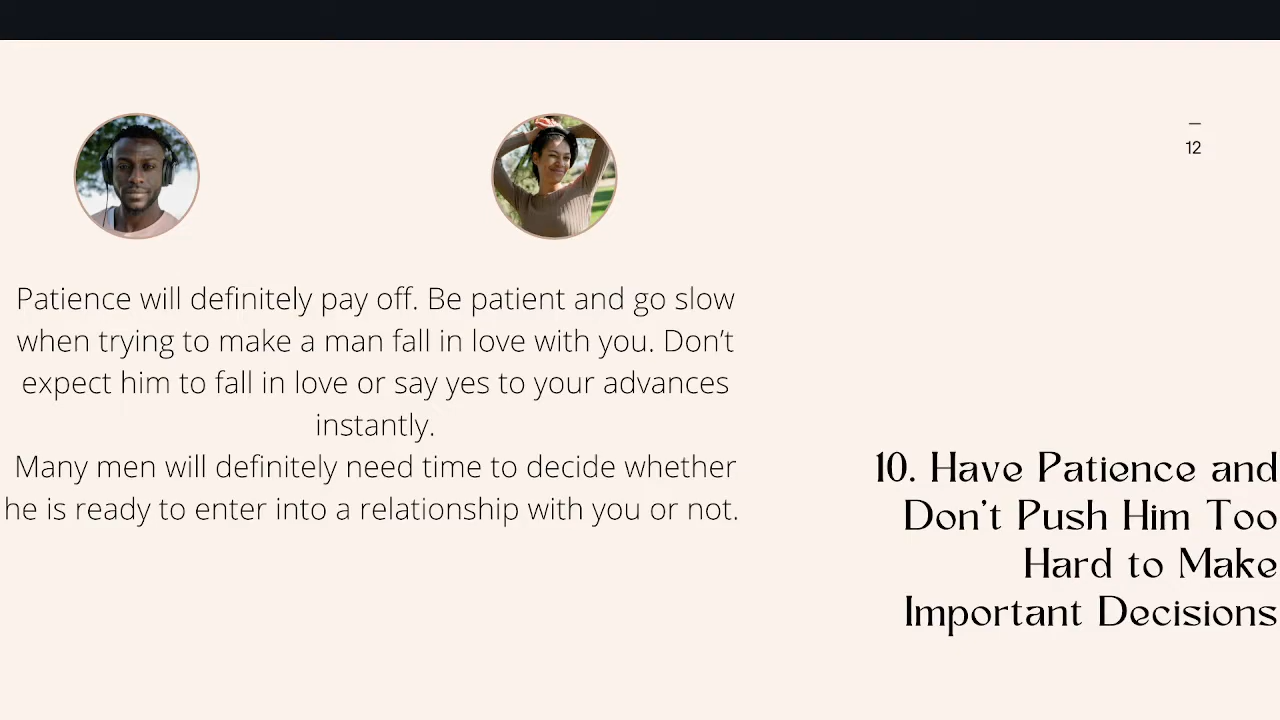 12
Patience will definitely pay off. Be patient and go slow
when trying to make a man fall in love with you. Don’t
expect him to fall in love or say yes to your advances
instantly.
Many men will definitely need time to decide whether
he is ready to enter into a relationship with you or not.
10. Have Patience and
Don’t Push Him Too
Hard to Make
Important Decisions